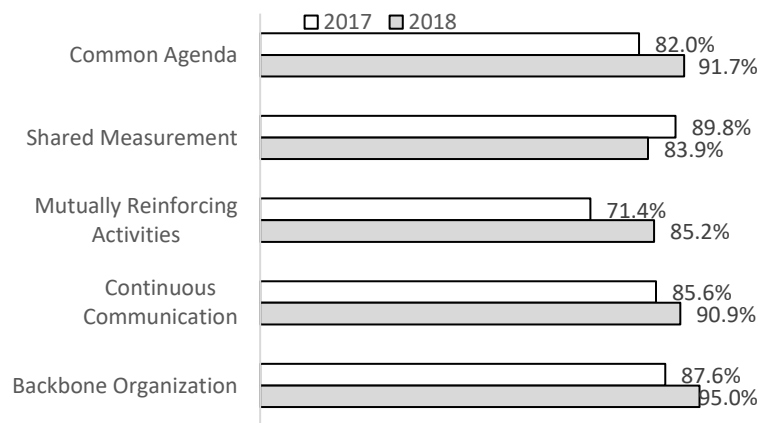 2017 2018
Common Agenda
82.0%
91.7%
Shared Measurement
89.8%
83.9%
Mutually Reinforcing
Activities
71.4%
85.2%
Continuous
Communication
85.6%
90.9%
Backbone Organization
87.6%
95.0%